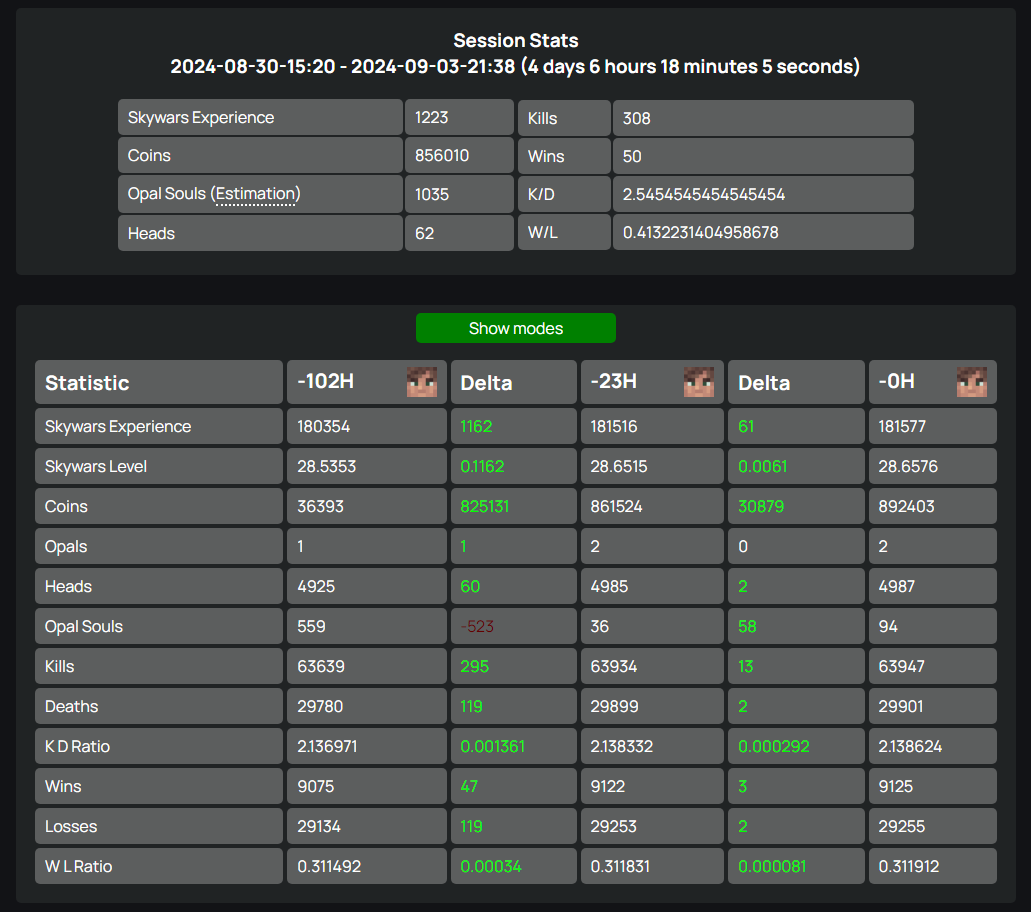 Session Stats
2024-08-30-15:20 - 2024-09-03-21:38 (4 days 6 hours 18 minutes 5 seconds)
Skywars Experience 1223 Kills 308
Coins 856010 Wins 50
Opal Souls (Estimation) 1035 K/D 2.5454545454545454
Heads 62 W/L 0.4132231404958678
Show modes
Statistic -102H Delta -23H Delta -0H
Skywars Experience 180354 1162 181516 61 181577
Skywars Level 28.5353 0.1162 28.6515 0.0061 28.6576
Coins 36393 825131 861524 30879 892403
Opals 1 1 2 0 2
Heads 4925 60 4985 2 4987
Opal Souls 559 -523 36 58 94
Kills 63639 295 63934 13 63947
Deaths 29780 119 29899 2 29901
K D Ratio 2.136971 0.001361 2.138332 0.000292 2.138624
Wins 9075 47 9122 3 9125
Losses 29134 119 29253 2 29255
W L Ratio 0.311492 0.00034 0.311831 0.000081 0.311912